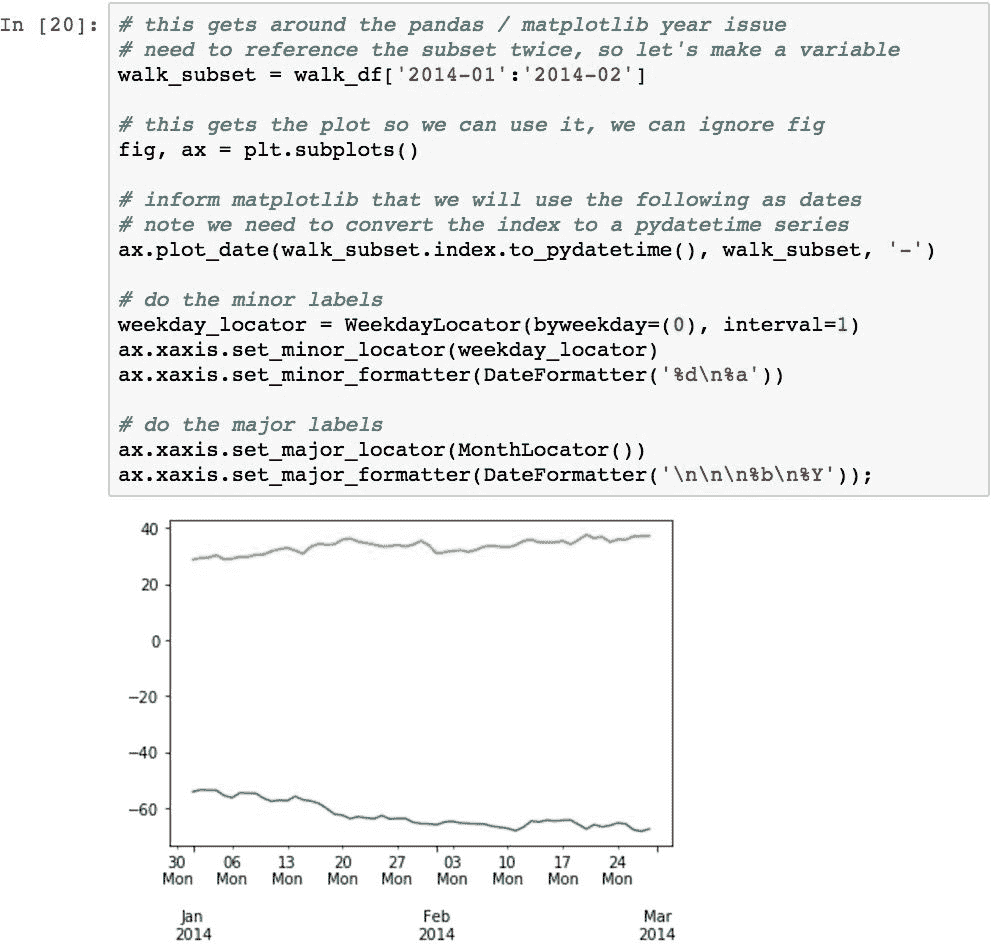 In [20]:
# this gets around the pandas / matplotlib year issue
# need to reference the subset twice, so let's make a variable
walk_subset = walk_df['2014-01':'2014-02']
# this gets the plot so we can use it, we can ignore fig
fig, ax = plt.subplots()
# inform matplotlib that we will use the following as dates
# note we need to convert the index to a pydatetime series
ax.plot_date(walk_subset.index.to_pydatetime(), walk_subset, '-')
# do the minor labels
weekday_locator = WeekdayLocator(byweekday=(0), interval=1)
ax.xaxis.set_minor_locator(weekday_locator)
ax.xaxis.set_minor_formatter(DateFormatter('%d\n%a'))
# do the major labels
ax.xaxis.set_major_locator(MonthLocator())
ax.xaxis.set_major_formatter(DateFormatter('\n\n\n%b\n%Y'));
40
20
0
−20
−40
−60
30 06 13 20 27 03 10 17 24
Mon Mon Mon Mon Mon Mon Mon Mon Mon
Jan Feb Mar
2014 2014 2014